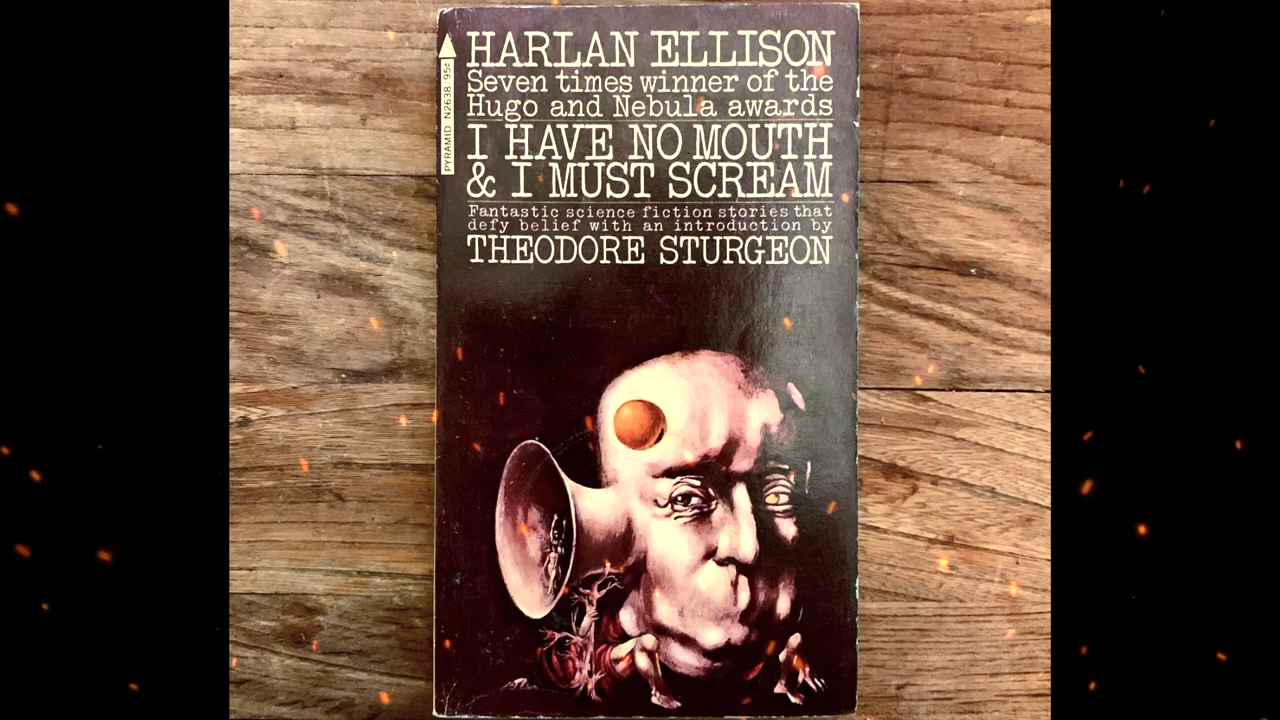 HARLAN ELLISON
Seven times winner of the
Hugo and Nebula awards
I HAVE NO MOUTH
& I MUST SCREAM
Fantastic science fiction stories that
defy belief with an introduction by
THEODORE STURGEON
PYRAMID N2638 95¢